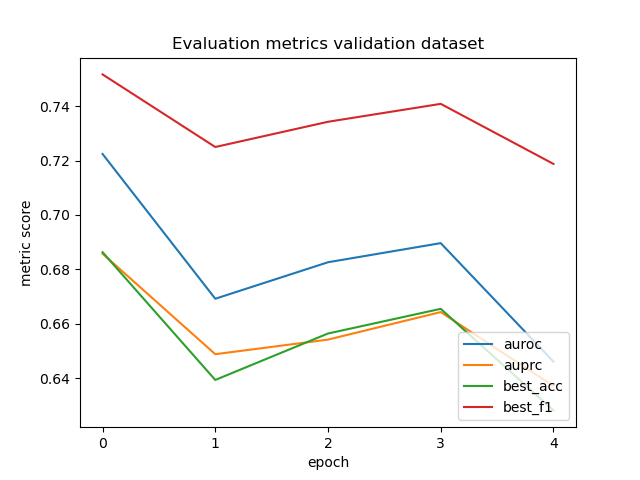 Evaluation metrics validation dataset
metric score
0.74
0.72
0.70
0.68
0.66
0.64
auroc
auprc
best_acc
best_f1
0 1 2 3 4
epoch